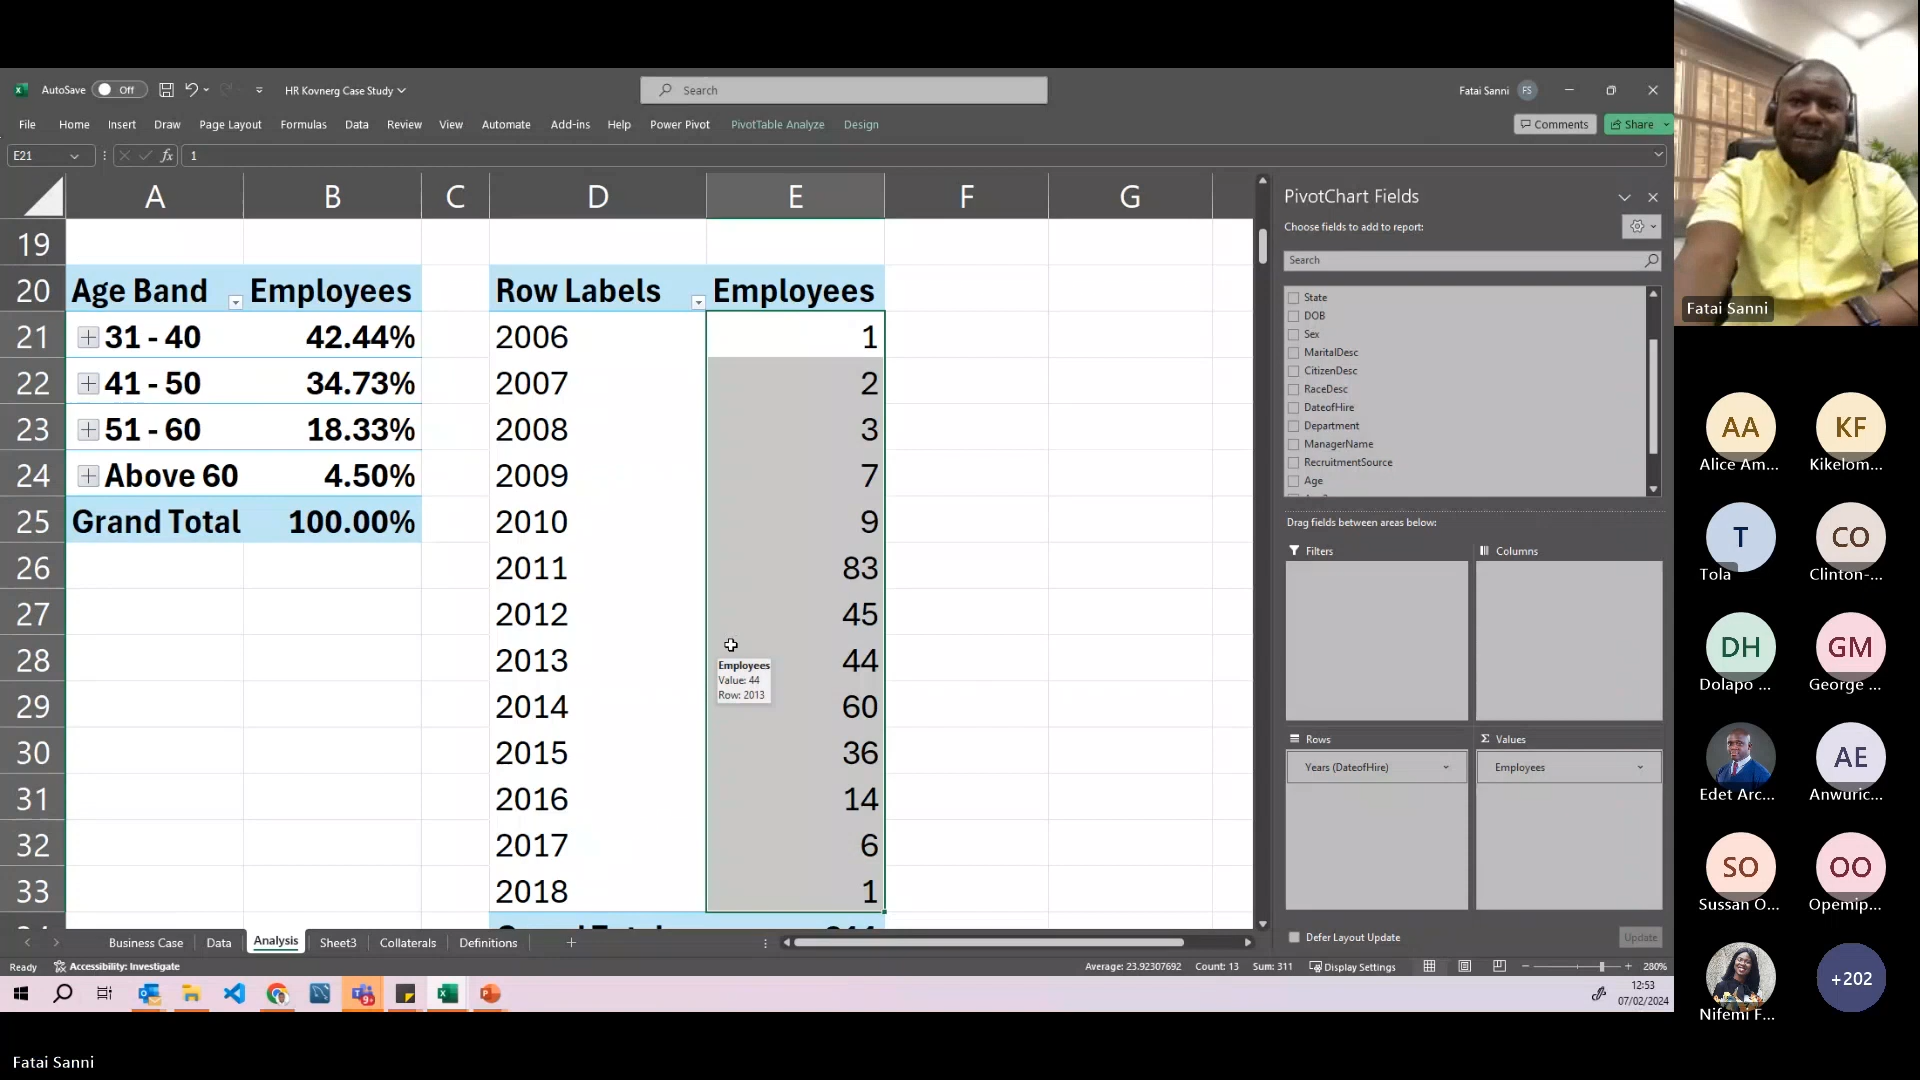 AutoSave Off HR Kovnerg Case Study Search Fatai Sanni FS
File Home Insert Draw Page Layout Formulas Data Review View Automate Add-ins Help Power Pivot PivotTable Analyze Design Comments Share
E21 fx 1
A B C D E F G
19
20 Age Band Employees Row Labels Employees
21 31 - 40 42.44% 2006 1
22 41 - 50 34.73% 2007 2
23 51 - 60 18.33% 2008 3
24 Above 60 4.50% 2009 7
25 Grand Total 100.00% 2010 9
26 2011 83
27 2012 45
28 2013 44
29 2014 60
30 2015 36
31 2016 14
32 2017 6
33 2018 1
Employees
Value: 44
Row: 2013
PivotChart Fields
Choose fields to add to report:
Search
State
DOB
Sex
MaritalDesc
CitizenDesc
RaceDesc
DateofHire
Department
ManagerName
RecruitmentSource
Age
Drag fields between areas below:
Filters Columns
Rows Σ Values
Years (DateofHire) Employees
Defer Layout Update Update
Business Case Data Analysis Sheet3 Collaterals Definitions
Ready Accessibility: Investigate Average: 23.92307692 Count: 13 Sum: 311 Display Settings 280%
9+
12:53
07/02/2024
Fatai Sanni
Fatai Sanni
AA KF
Alice Am... Kikelom...
T CO
Tola Clinton-...
DH GM
Dolapo ... George ...
AE
Edet Arc... Anwuric...
SO OO
Sussan O... Opemip...
+202
Nifemi F...